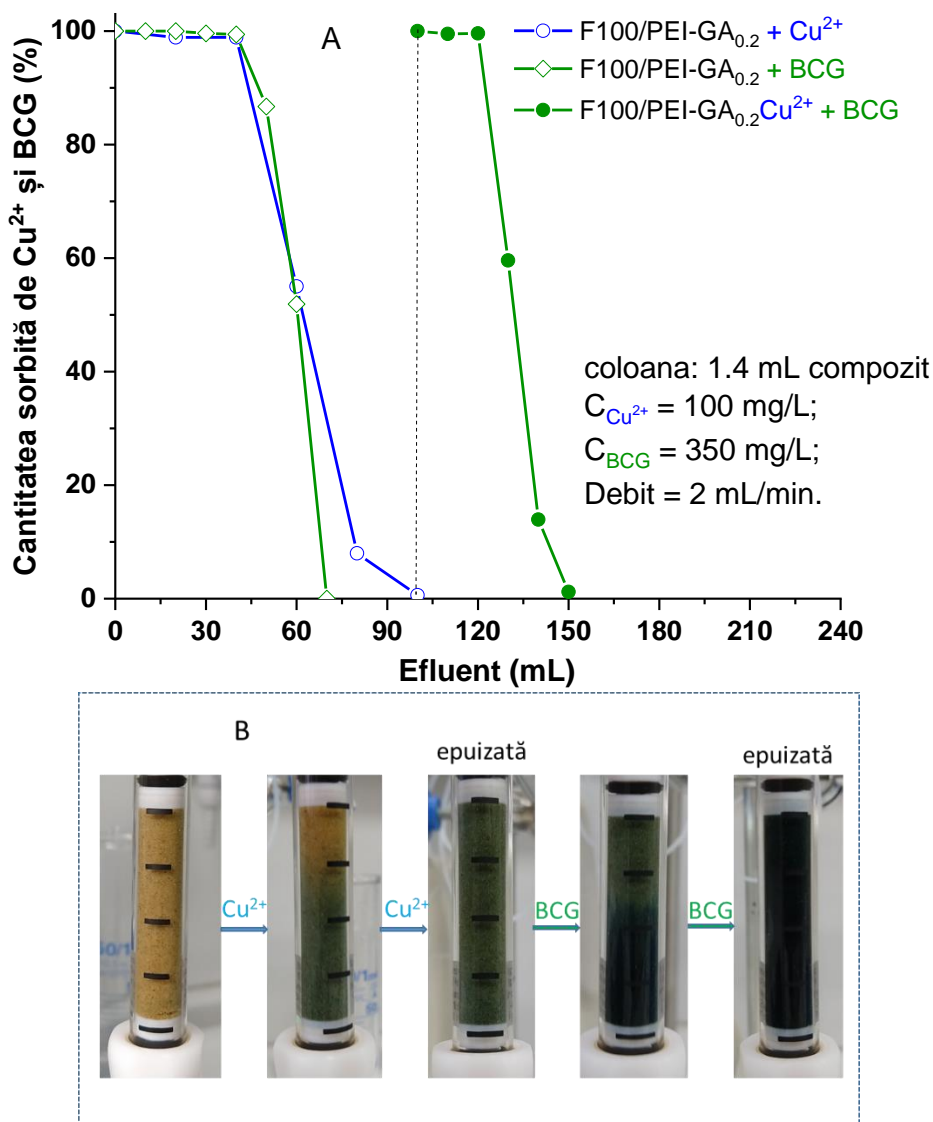 A
F100/PEI-GA0.2 + Cu2+
F100/PEI-GA0.2 + BCG
F100/PEI-GA0.2Cu2+ + BCG
Cantitatea sorbită de Cu2+ și BCG (%)
100
80
60
40
20
0
coloana: 1.4 mL compozit
CCu2+ = 100 mg/L;
CBCG = 350 mg/L;
Debit = 2 mL/min.
0 30 60 90 120 150 180 210 240
Efluent (mL)
B
epuizată epuizată
Cu2+ Cu2+ BCG BCG